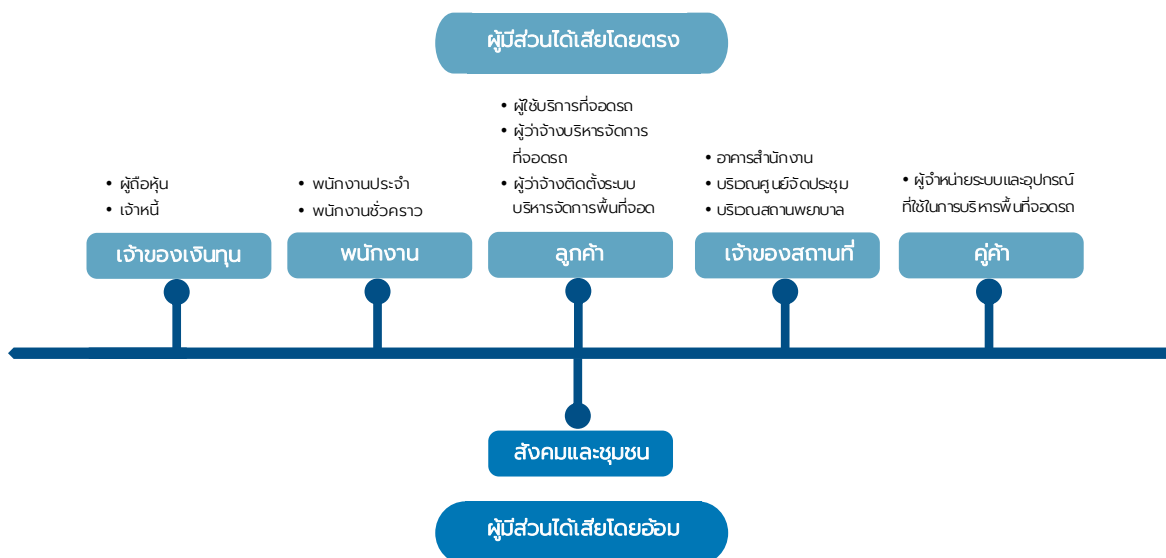 ผู้มีส่วนได้เสียโดยตรง
• ผู้ถือหุ้น
• เจ้าหนี้
เจ้าของเงินทุน
• พนักงานประจำ
• พนักงานชั่วคราว
พนักงาน
• ผู้ใช้บริการที่จอดรถ
• ผู้ว่าจ้างบริหารจัดการ
ที่จอดรถ
• ผู้ว่าจ้างติดตั้งระบบ
บริหารจัดการพื้นที่จอด
ลูกค้า
• อาคารสำนักงาน
• บริเวณศูนย์จัดประชุม
• บริเวณสถานพยาบาล
เจ้าของสถานที่
• ผู้จำหน่ายระบบและอุปกรณ์
ที่ใช้ในการบริหารพื้นที่จอดรถ
คู่ค้า
สังคมและชุมชน
ผู้มีส่วนได้เสียโดยอ้อม